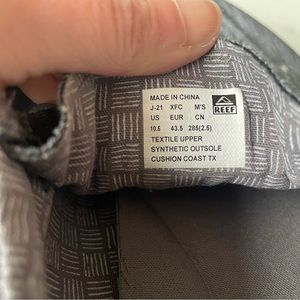 MADE IN CHINA
J-21 XFC M'S
REEF
US EUR CN
10.5 43.5 285(2.5)
TEXTILE UPPER
SYNTHETIC OUTSOLE
CUSHION COAST TX